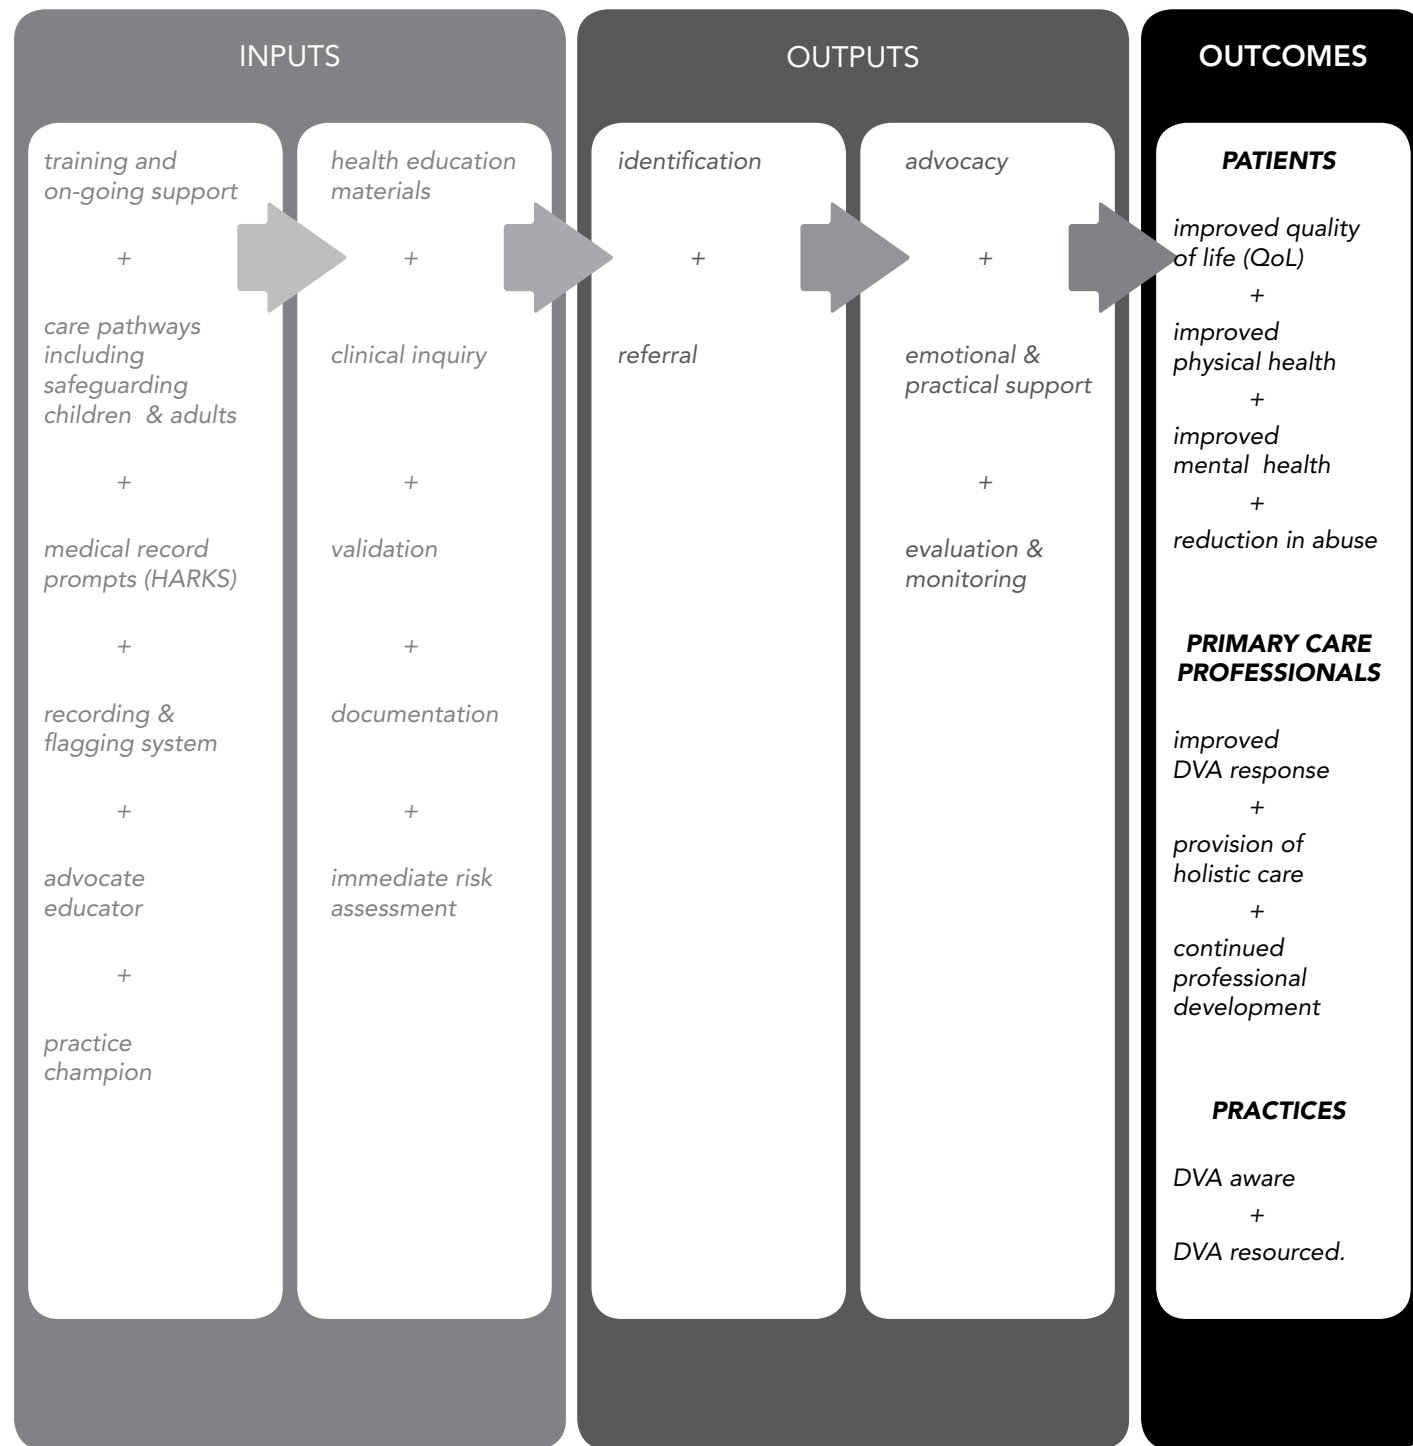 INPUTS
training and
on-going support
+
care pathways
including
safeguarding
children & adults
+
medical record
prompts (HARKS)
+
recording &
flagging system
+
advocate
educator
+
practice
champion
health education
materials
+
clinical inquiry
+
validation
+
documentation
+
immediate risk
assessment
OUTPUTS
identification
+
referral
advocacy
+
emotional &
practical support
+
evaluation &
monitoring
OUTCOMES
PATIENTS
improved quality
of life (QoL)
+
improved
physical health
+
improved
mental health
+
reduction in abuse
PRIMARY CARE
PROFESSIONALS
improved
DVA response
+
provision of
holistic care
+
continued
professional
development
PRACTICES
DVA aware
+
DVA resourced.